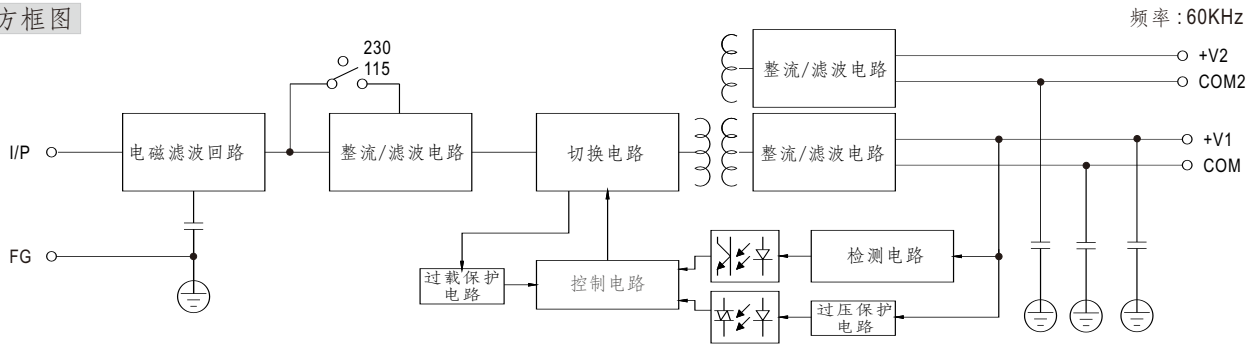 方框图
频率 : 60KHz
230
115
整流/滤波电路
+V2
COM2
I/P
电磁滤波回路
整流/滤波电路
切换电路
整流/滤波电路
+V1
COM
FG
过载保护
电路
控制电路
检测电路
过压保护
电路